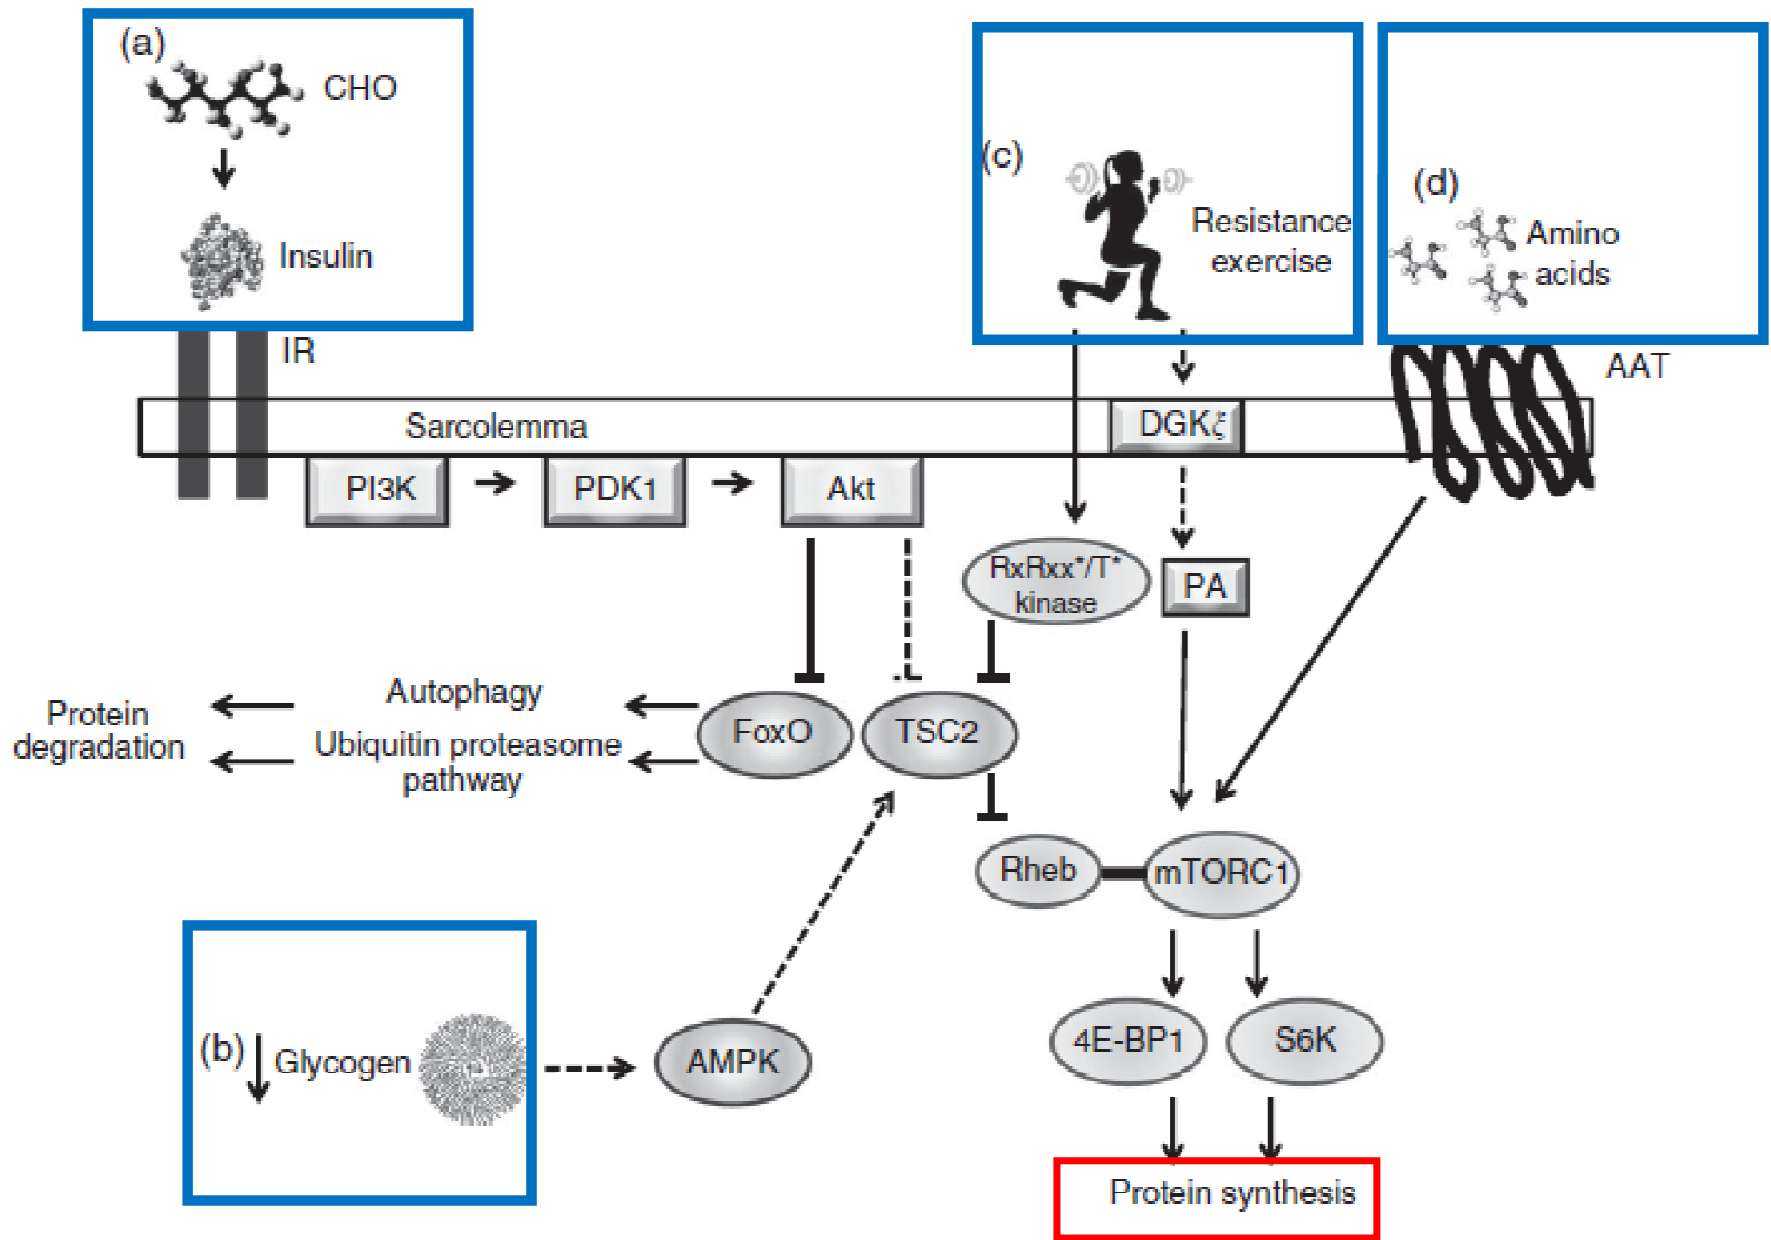 (a)
CHO
Insulin
IR
(c)
Resistance
exercise
(d)
Amino
acids
AAT
Sarcolemma
DGKξ
PI3K
PDK1
Akt
RxRxx*/T*
kinase
PA
Autophagy
Protein
degradation
Ubiquitin proteasome
pathway
FoxO
TSC2
Rheb
mTORC1
(b)
Glycogen
AMPK
4E-BP1
S6K
Protein synthesis